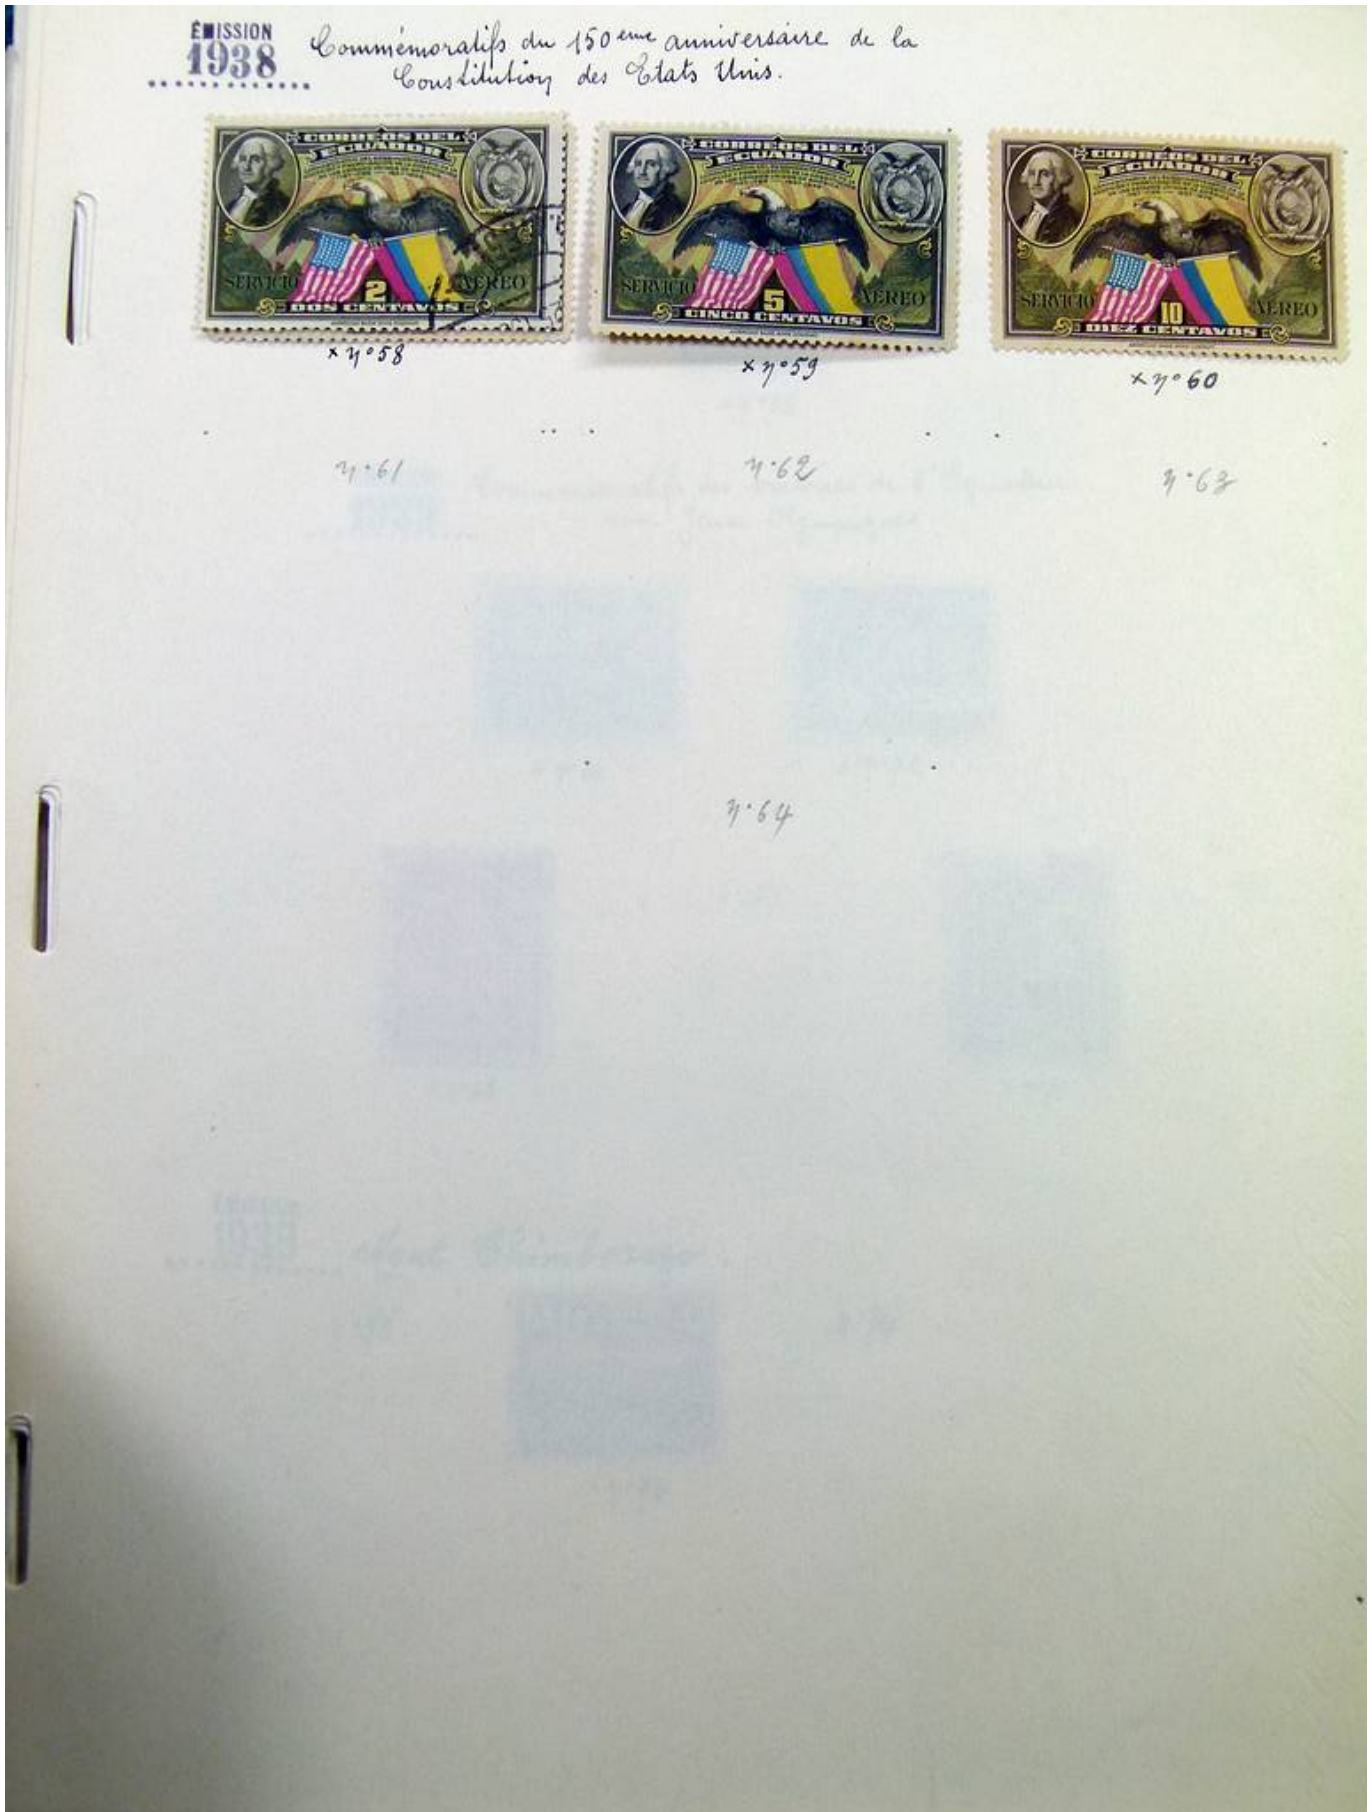 ÉMISSION
1938
Commémoratifs du 150ème anniversaire de la
Constitution des Etats Unis.
CORREOS DEL
ECUADOR
SERVICIO
AEREO
2
DOS CENTAVOS
CORREOS DEL
ECUADOR
SERVICIO
AEREO
5
CINCO CENTAVOS
CORREOS DEL
ECUADOR
SERVICIO
AEREO
10
DIEZ CENTAVOS
x n°58
x n°59
x n°60
n°61
n°62
n°63
n°64